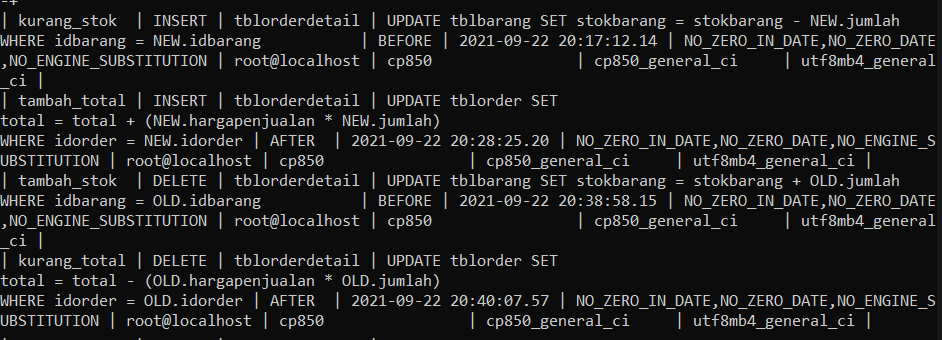 -+
| kurang_stok  | INSERT | tblorderdetail | UPDATE tblbarang SET stokbarang = stokbarang - NEW.jumlah
WHERE idbarang = NEW.idbarang          | BEFORE | 2021-09-22 20:17:12.14 | NO_ZERO_IN_DATE,NO_ZERO_DATE
,NO_ENGINE_SUBSTITUTION | root@localhost | cp850                | cp850_general_ci     | utf8mb4_general
_ci |
| tambah_total | INSERT | tblorderdetail | UPDATE tblorder SET
total = total + (NEW.hargapenjualan * NEW.jumlah)
WHERE idorder = NEW.idorder | AFTER  | 2021-09-22 20:28:25.20 | NO_ZERO_IN_DATE,NO_ZERO_DATE,NO_ENGINE_S
UBSTITUTION | root@localhost | cp850                | cp850_general_ci     | utf8mb4_general_ci |
| tambah_stok  | DELETE | tblorderdetail | UPDATE tblbarang SET stokbarang = stokbarang + OLD.jumlah
WHERE idbarang = OLD.idbarang          | BEFORE | 2021-09-22 20:38:58.15 | NO_ZERO_IN_DATE,NO_ZERO_DATE
,NO_ENGINE_SUBSTITUTION | root@localhost | cp850                | cp850_general_ci     | utf8mb4_general
_ci |
| kurang_total | DELETE | tblorderdetail | UPDATE tblorder SET
total = total - (OLD.hargapenjualan * OLD.jumlah)
WHERE idorder = OLD.idorder | AFTER  | 2021-09-22 20:40:07.57 | NO_ZERO_IN_DATE,NO_ZERO_DATE,NO_ENGINE_S
UBSTITUTION | root@localhost | cp850                | cp850_general_ci     | utf8mb4_general_ci |